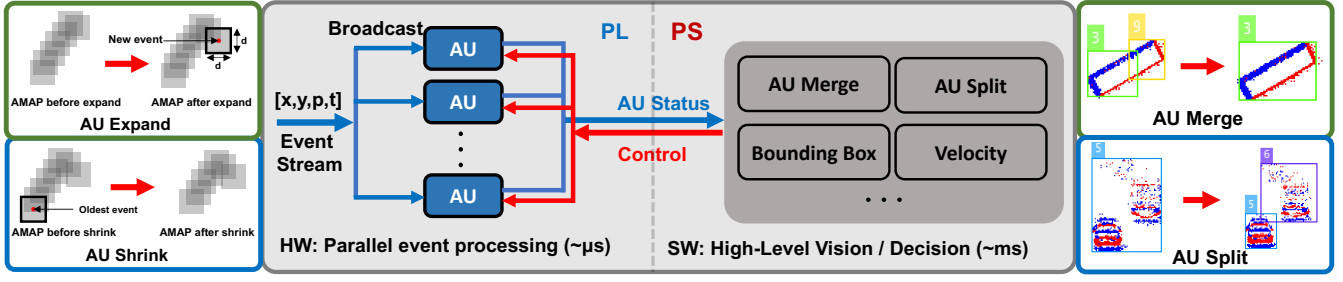 New event
d
d
AMAP before expand
AMAP after expand
AU Expand
Oldest event
AMAP before shrink
AMAP after shrink
AU Shrink
Broadcast
[x,y,p,t]
Event
Stream
AU
AU
AU
HW: Parallel event processing (~μs)
PL
PS
AU Status
Control
AU Merge
AU Split
Bounding Box
Velocity
SW: High-Level Vision / Decision (~ms)
3
9
3
AU Merge
5
6
5
AU Split